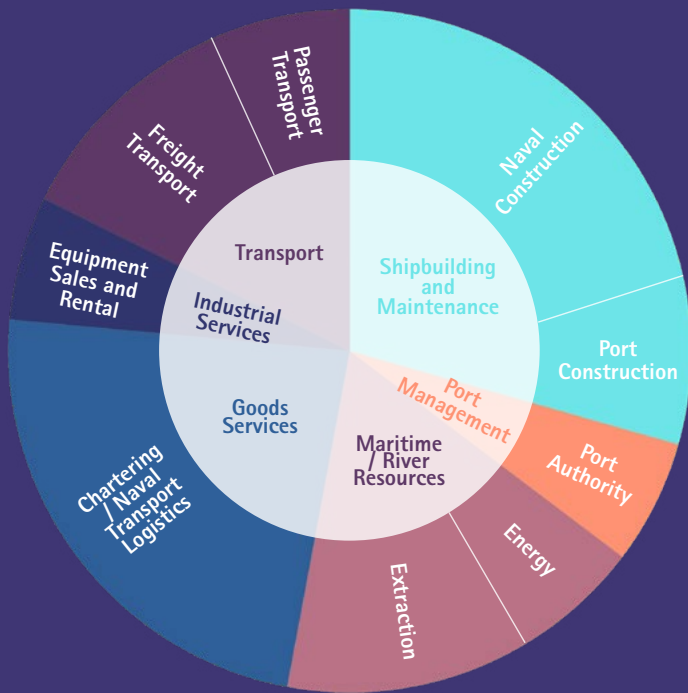 Passenger
Transport
Freight
Transport
Naval
Construction
Transport
Equipment
Sales and
Rental
Industrial
Services
Shipbuilding
and
Maintenance
Port
Construction
Port
Management
Goods
Services
Maritime
/ River
Resources
Port
Authority
Chartering
/ Naval
Transport
Logistics
Energy
Extraction